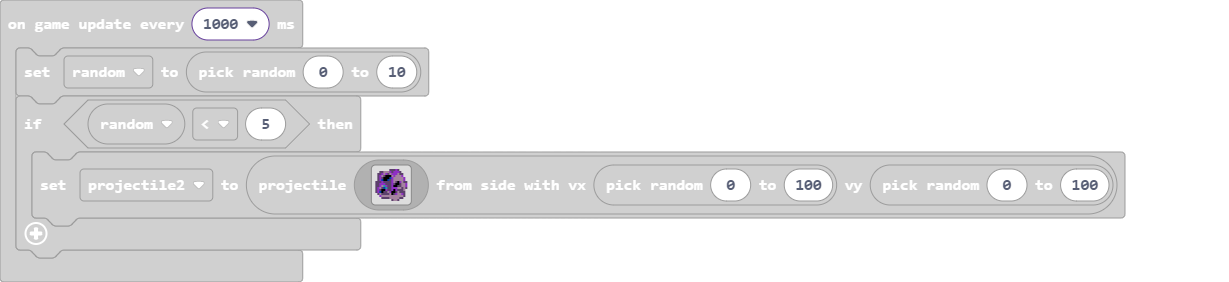 on game update every 1000 ms
set random to pick random 0 to 10
if random < 5 then
set projectile2 to projectile from side with vx pick random 0 to 100 vy pick random 0 to 100